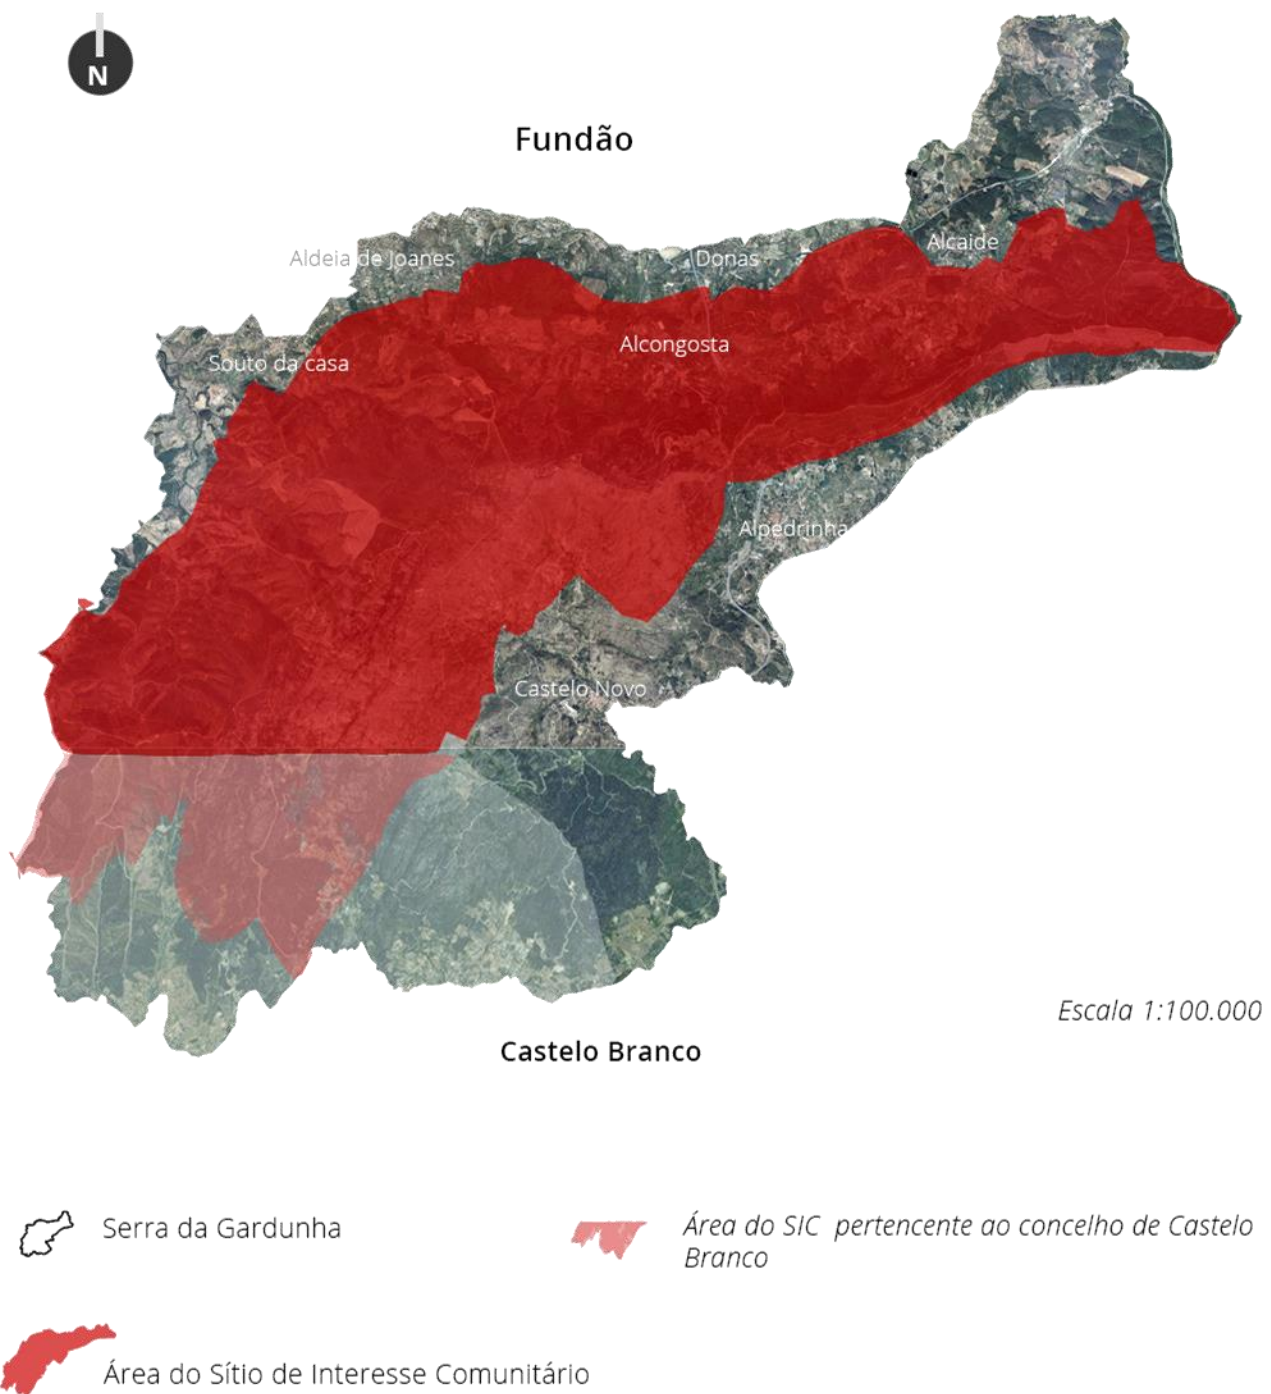 N
Fundão
Alcaide
Aldeia de Joanes
Donas
Alcongosta
Souto da casa
Alpedrinha
Castelo Novo
Escala 1:100.000
Castelo Branco
Serra da Gardunha
Área do SIC pertencente ao concelho de Castelo
Branco
Área do Sítio de Interesse Comunitário